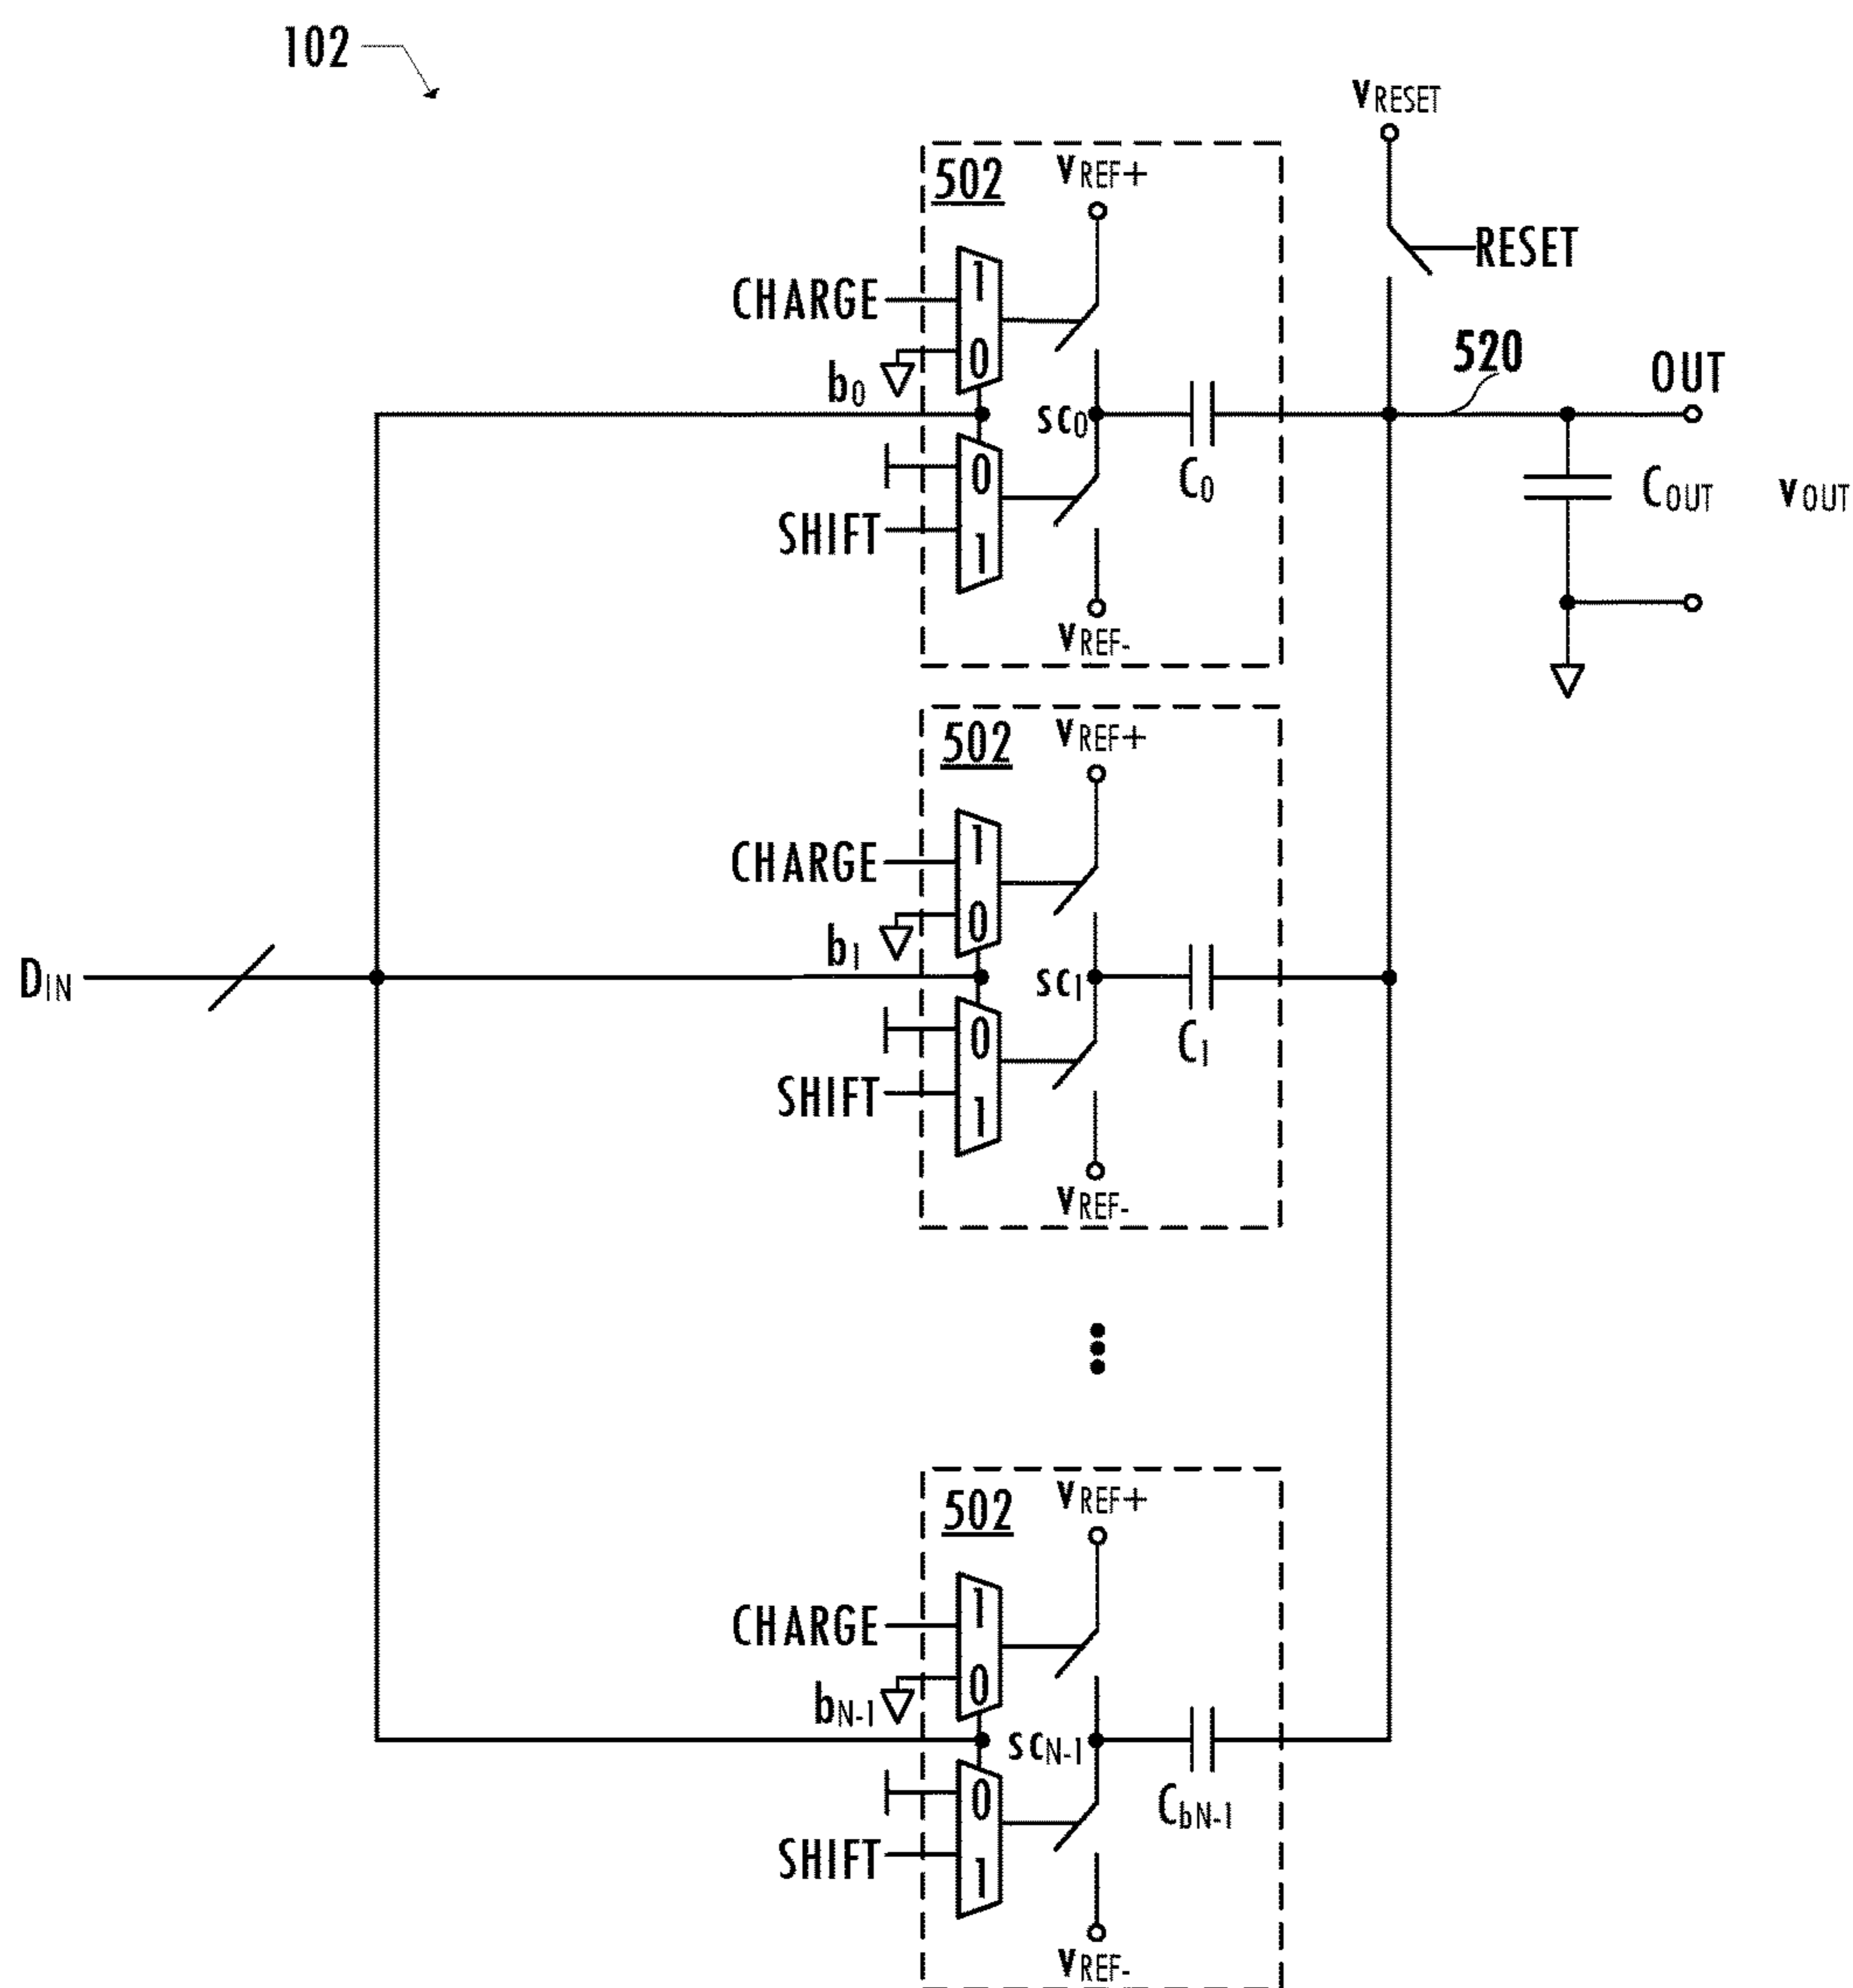 102
vRESET
502
vREF+
RESET
CHARGE
1
0
b0
520
OUT
sc0
0
C0
COUT
vOUT
SHIFT
1
vREF-
502
vREF+
CHARGE
1
0
b1
DIN
sc1
0
C1
SHIFT
1
vREF-
502
vREF+
CHARGE
1
0
bN-1
scN-1
0
CbN-1
SHIFT
1
vREF-